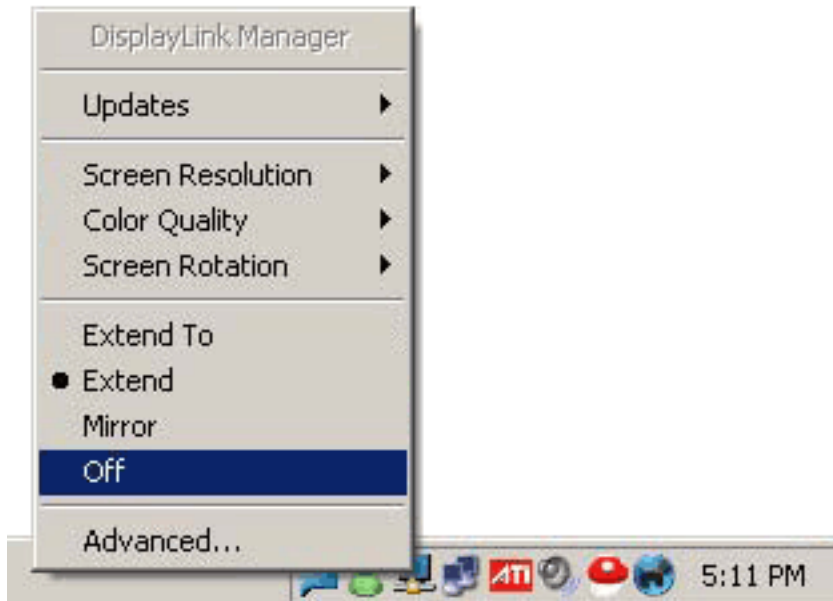 DisplayLink Manager
Updates
Screen Resolution
Color Quality
Screen Rotation
Extend To
Extend
Mirror
Off
Advanced...
ATI
5:11 PM